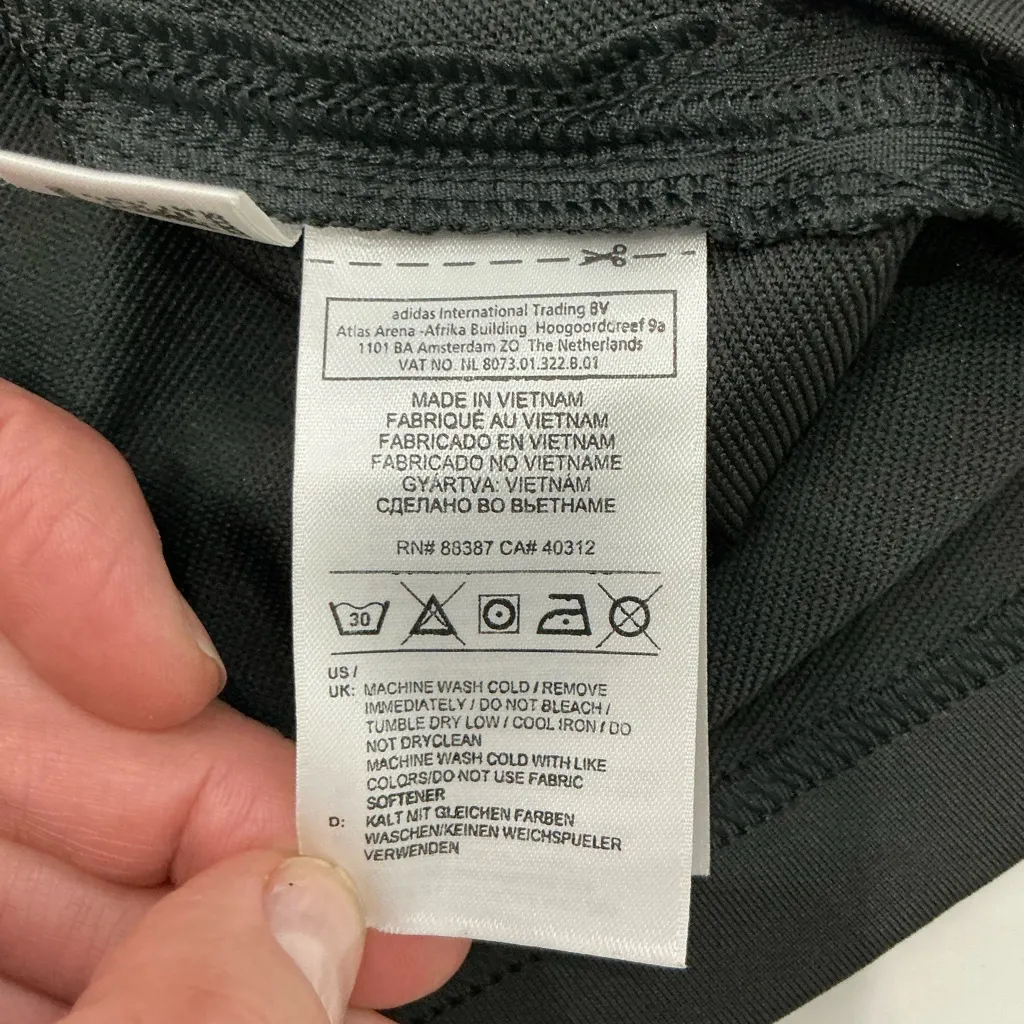 adidas International Trading BV
Atlas Arena -Afrika Building Hoogoorddreef 9a
1101 BA Amsterdam ZO The Netherlands
VAT NO. NL 8073.01.322.B.01
MADE IN VIETNAM
FABRIQUÉ AU VIETNAM
FABRICADO EN VIETNAM
FABRICADO NO VIETNAME
GYÁRTVA: VIETNÁM
СДЕЛАНО ВО ВЬЕТНАМЕ
RN# 88387 CA# 40312
30
US /
UK: MACHINE WASH COLD / REMOVE
IMMEDIATELY / DO NOT BLEACH /
TUMBLE DRY LOW / COOL IRON / DO
NOT DRYCLEAN
MACHINE WASH COLD WITH LIKE
COLORS/DO NOT USE FABRIC
SOFTENER
D: KALT MIT GLEICHEN FARBEN
WASCHEN/KEINEN WEICHSPUELER
VERWENDEN